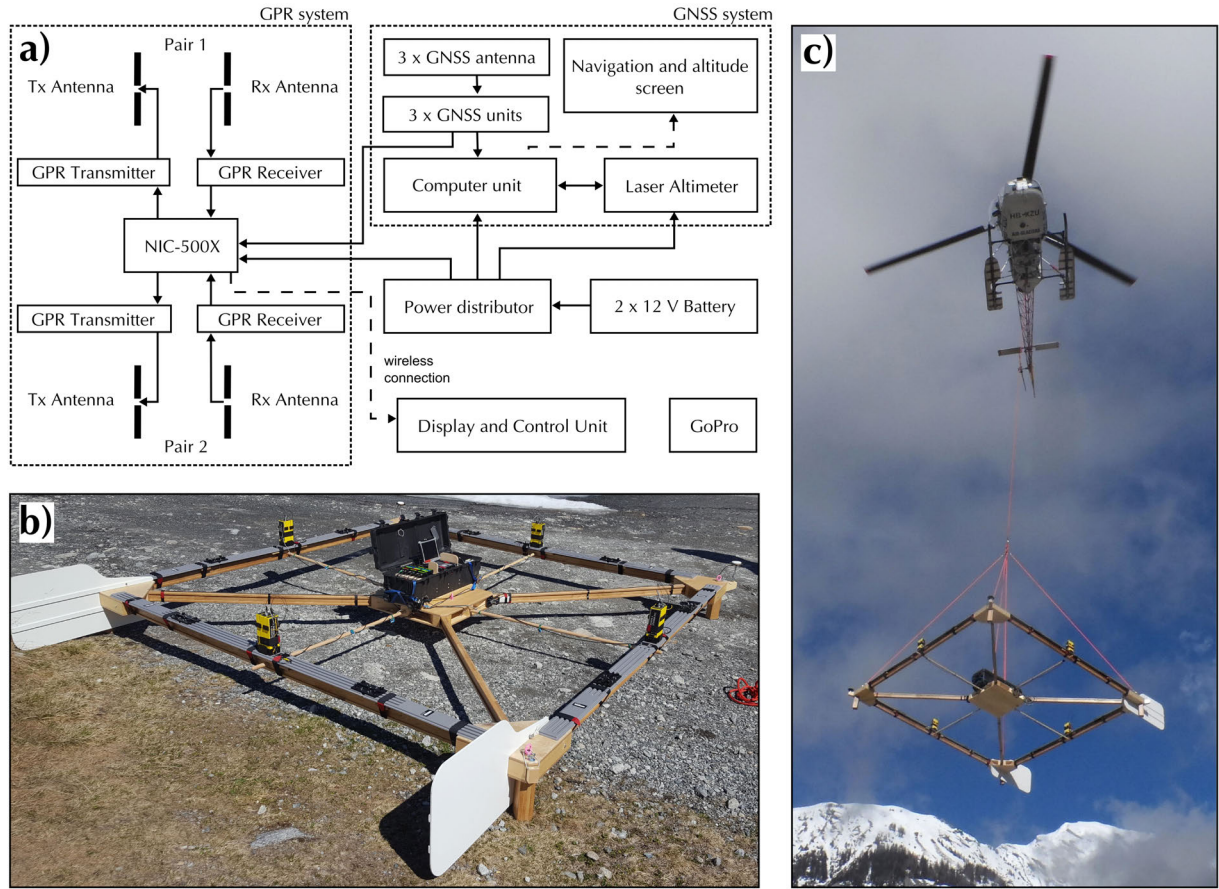 GPR system
GNSS system
a)
Pair 1
Tx Antenna
Rx Antenna
GPR Transmitter
GPR Receiver
NIC-500X
GPR Transmitter
GPR Receiver
Tx Antenna
Rx Antenna
Pair 2
3 x GNSS antenna
Navigation and altitude
screen
3 x GNSS units
Computer unit
Laser Altimeter
Power distributor
2 x 12 V Battery
wireless
connection
Display and Control Unit
GoPro
b)
c)